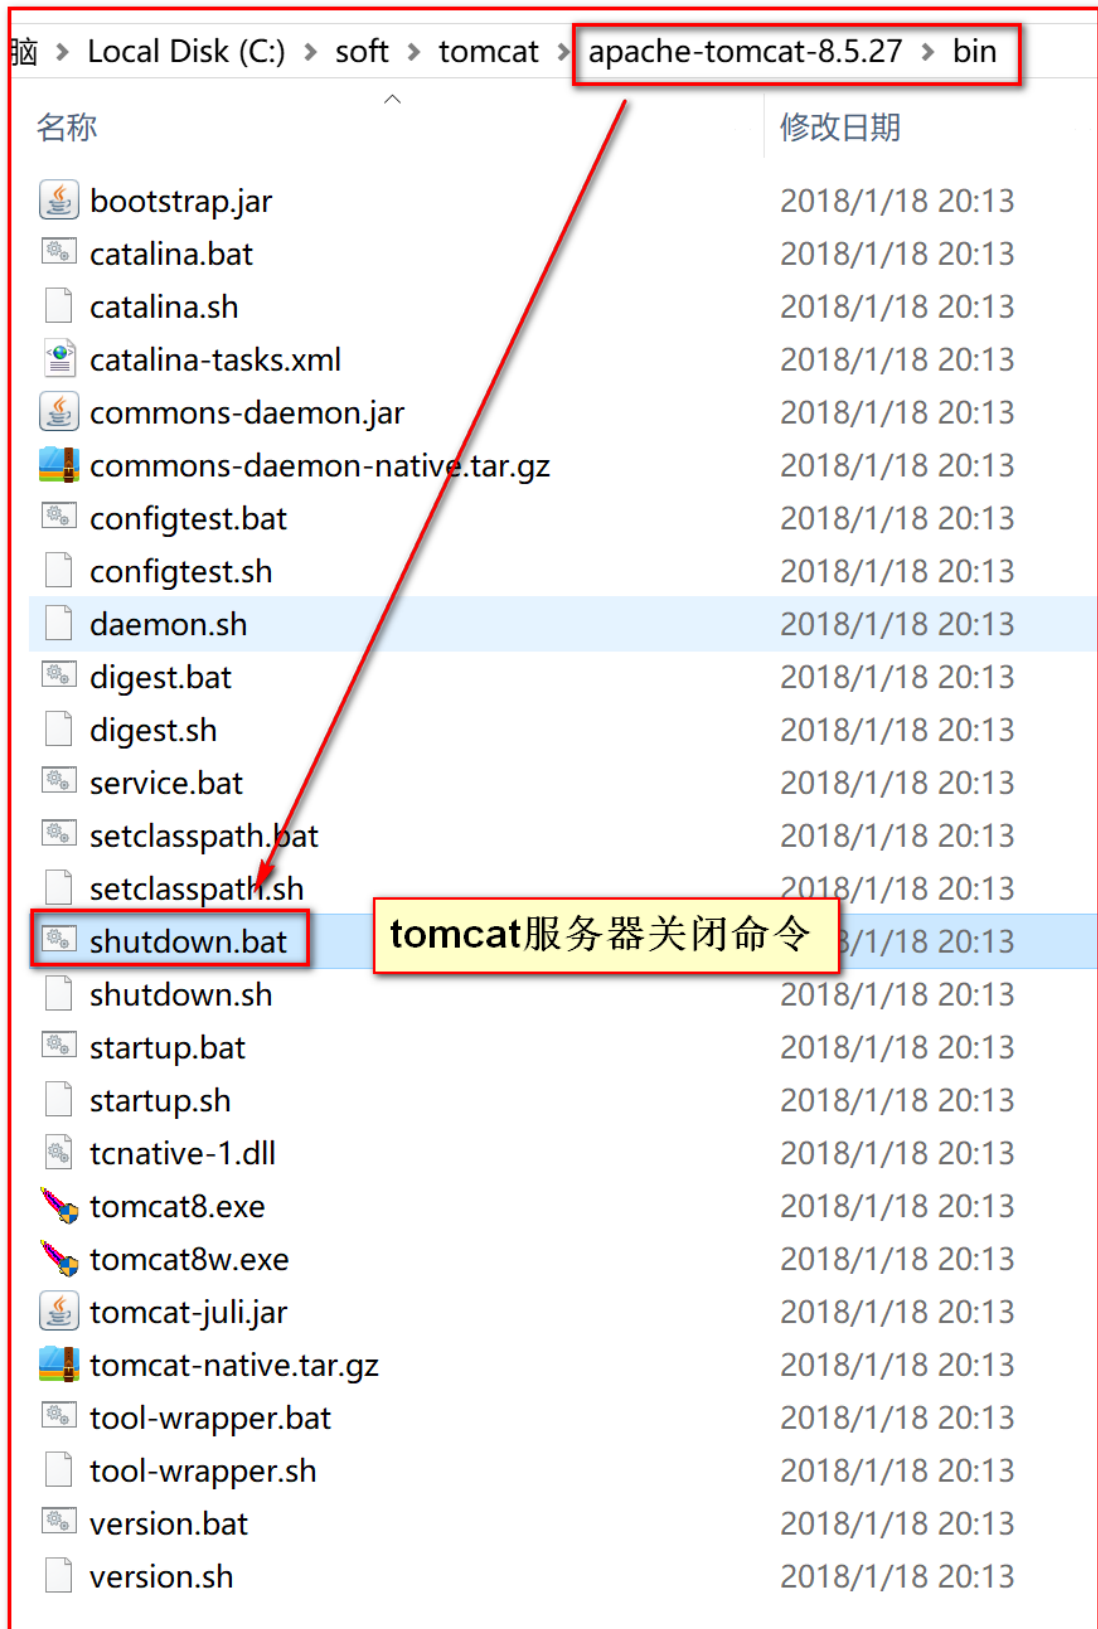 脑 > Local Disk (C:) > soft > tomcat > apache-tomcat-8.5.27 > bin
名称 修改日期
bootstrap.jar 2018/1/18 20:13
catalina.bat 2018/1/18 20:13
catalina.sh 2018/1/18 20:13
catalina-tasks.xml 2018/1/18 20:13
commons-daemon.jar 2018/1/18 20:13
commons-daemon-native.tar.gz 2018/1/18 20:13
configtest.bat 2018/1/18 20:13
configtest.sh 2018/1/18 20:13
daemon.sh 2018/1/18 20:13
digest.bat 2018/1/18 20:13
digest.sh 2018/1/18 20:13
service.bat 2018/1/18 20:13
setclasspath.bat 2018/1/18 20:13
setclasspath.sh 2018/1/18 20:13
shutdown.bat tomcat服务器关闭命令 8/1/18 20:13
shutdown.sh 2018/1/18 20:13
startup.bat 2018/1/18 20:13
startup.sh 2018/1/18 20:13
tcnative-1.dll 2018/1/18 20:13
tomcat8.exe 2018/1/18 20:13
tomcat8w.exe 2018/1/18 20:13
tomcat-juli.jar 2018/1/18 20:13
tomcat-native.tar.gz 2018/1/18 20:13
tool-wrapper.bat 2018/1/18 20:13
tool-wrapper.sh 2018/1/18 20:13
version.bat 2018/1/18 20:13
version.sh 2018/1/18 20:13